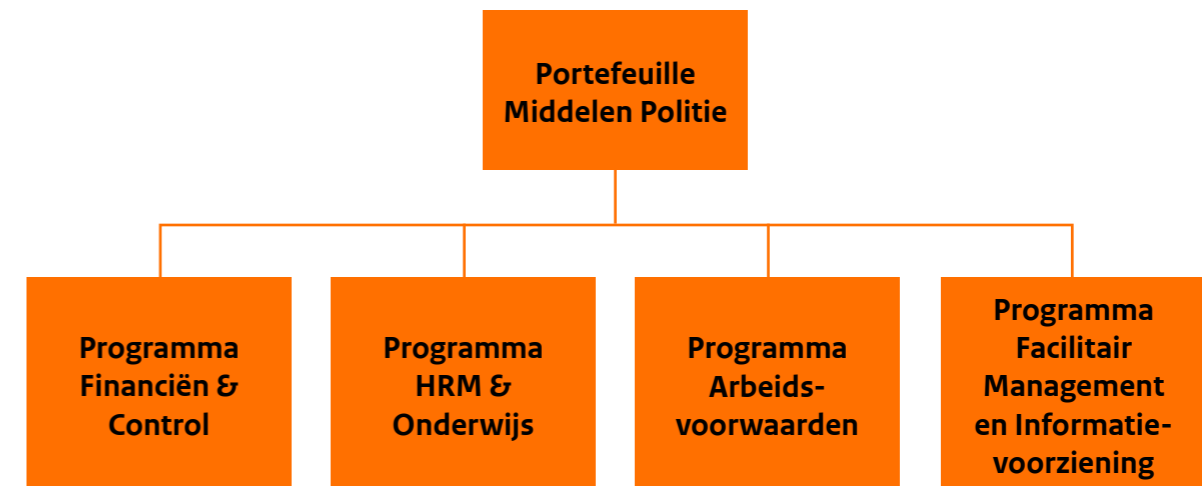 Portefeuille
Middelen Politie
Programma
Financiën &
Control
Programma
HRM &
Onderwijs
Programma
Arbeids-
voorwaarden
Programma
Facilitair
Management
en Informatie-
voorziening